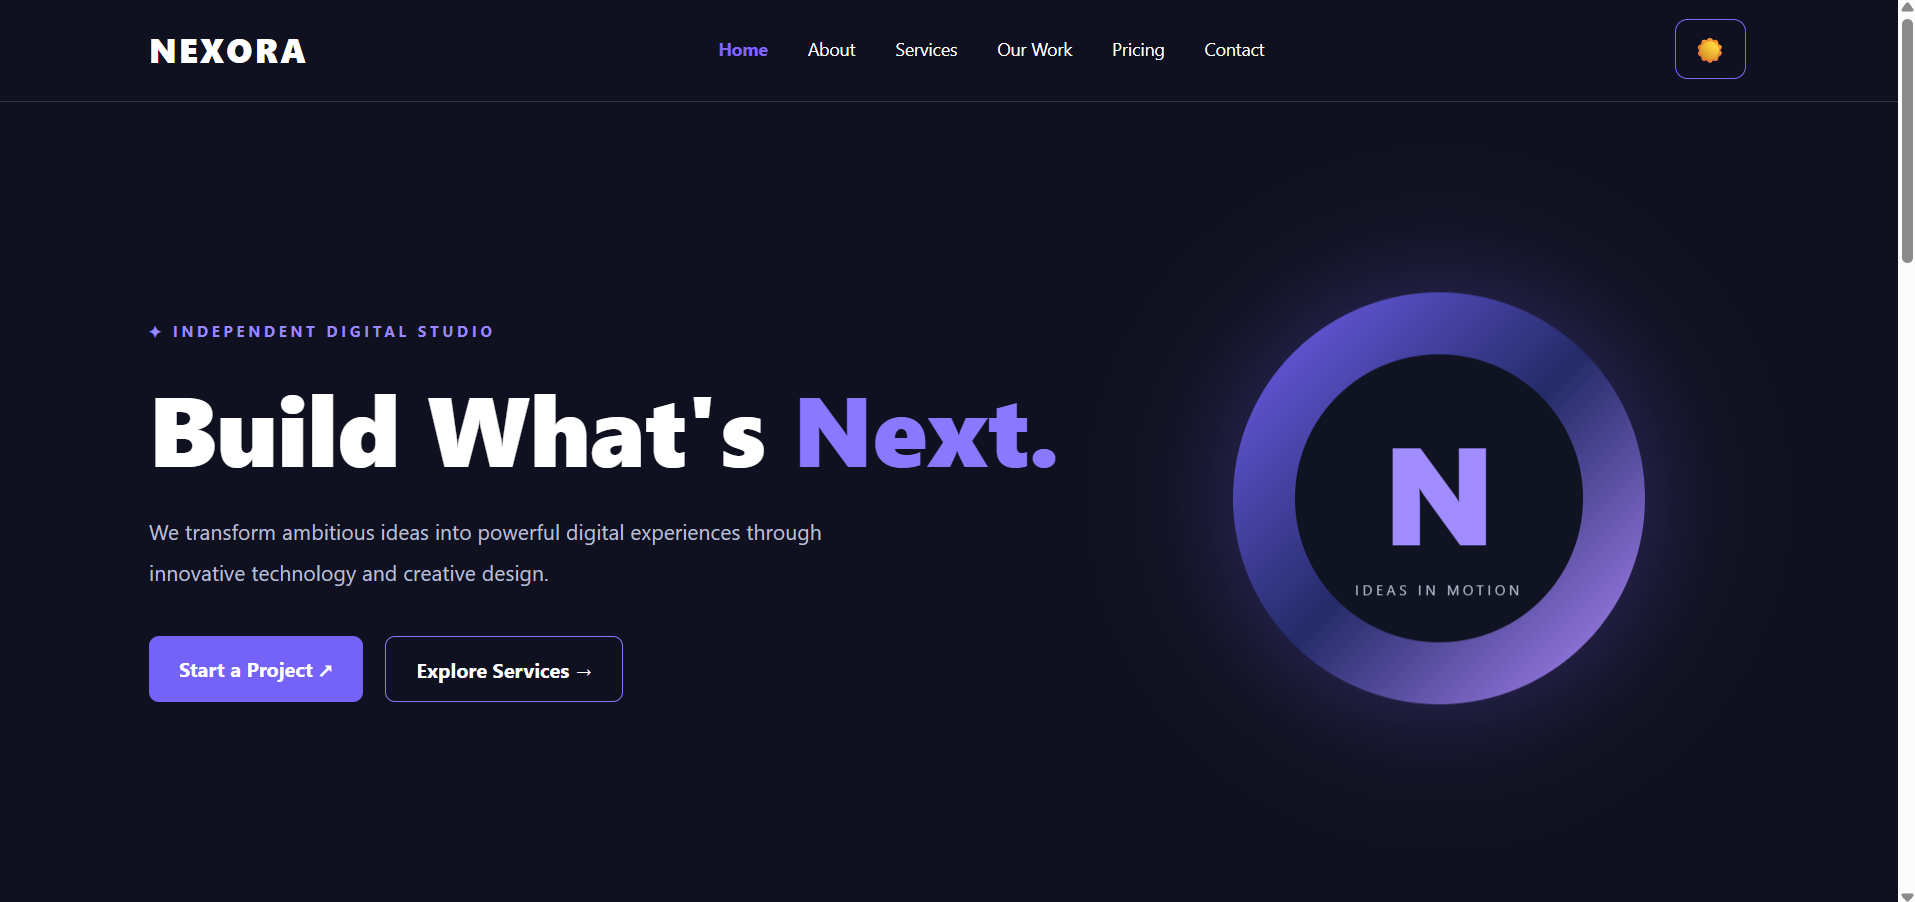 NEXORA
Home About Services Our Work Pricing Contact
✦ INDEPENDENT DIGITAL STUDIO
Build What's Next.
We transform ambitious ideas into powerful digital experiences through
innovative technology and creative design.
Start a Project ↗ Explore Services →
N
IDEAS IN MOTION